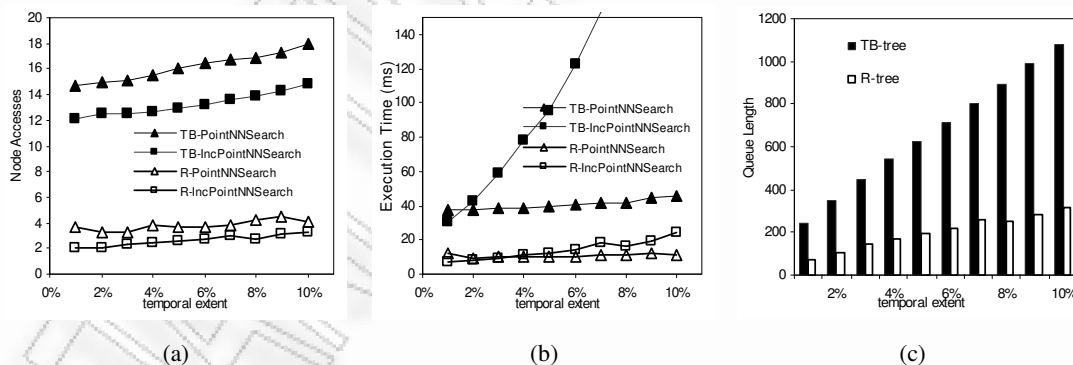 20
18
16
14
12
10
8
6
4
2
0
Node Accesses
TB-PointNNSearch
TB-IncPointNNSearch
R-PointNNSearch
R-IncPointNNSearch
0% 2% 4% 6% 8% 10%
temporal extent
(a)
140
120
100
80
60
40
20
0
Execution Time (ms)
TB-PointNNSearch
TB-IncPointNNSearch
R-PointNNSearch
R-IncPointNNSearch
0% 2% 4% 6% 8% 10%
temporal extent
(b)
1200
1000
800
600
400
200
0
Queue Length
TB-tree
R-tree
2% 4% 6% 8% 10%
temporal extent
(c)